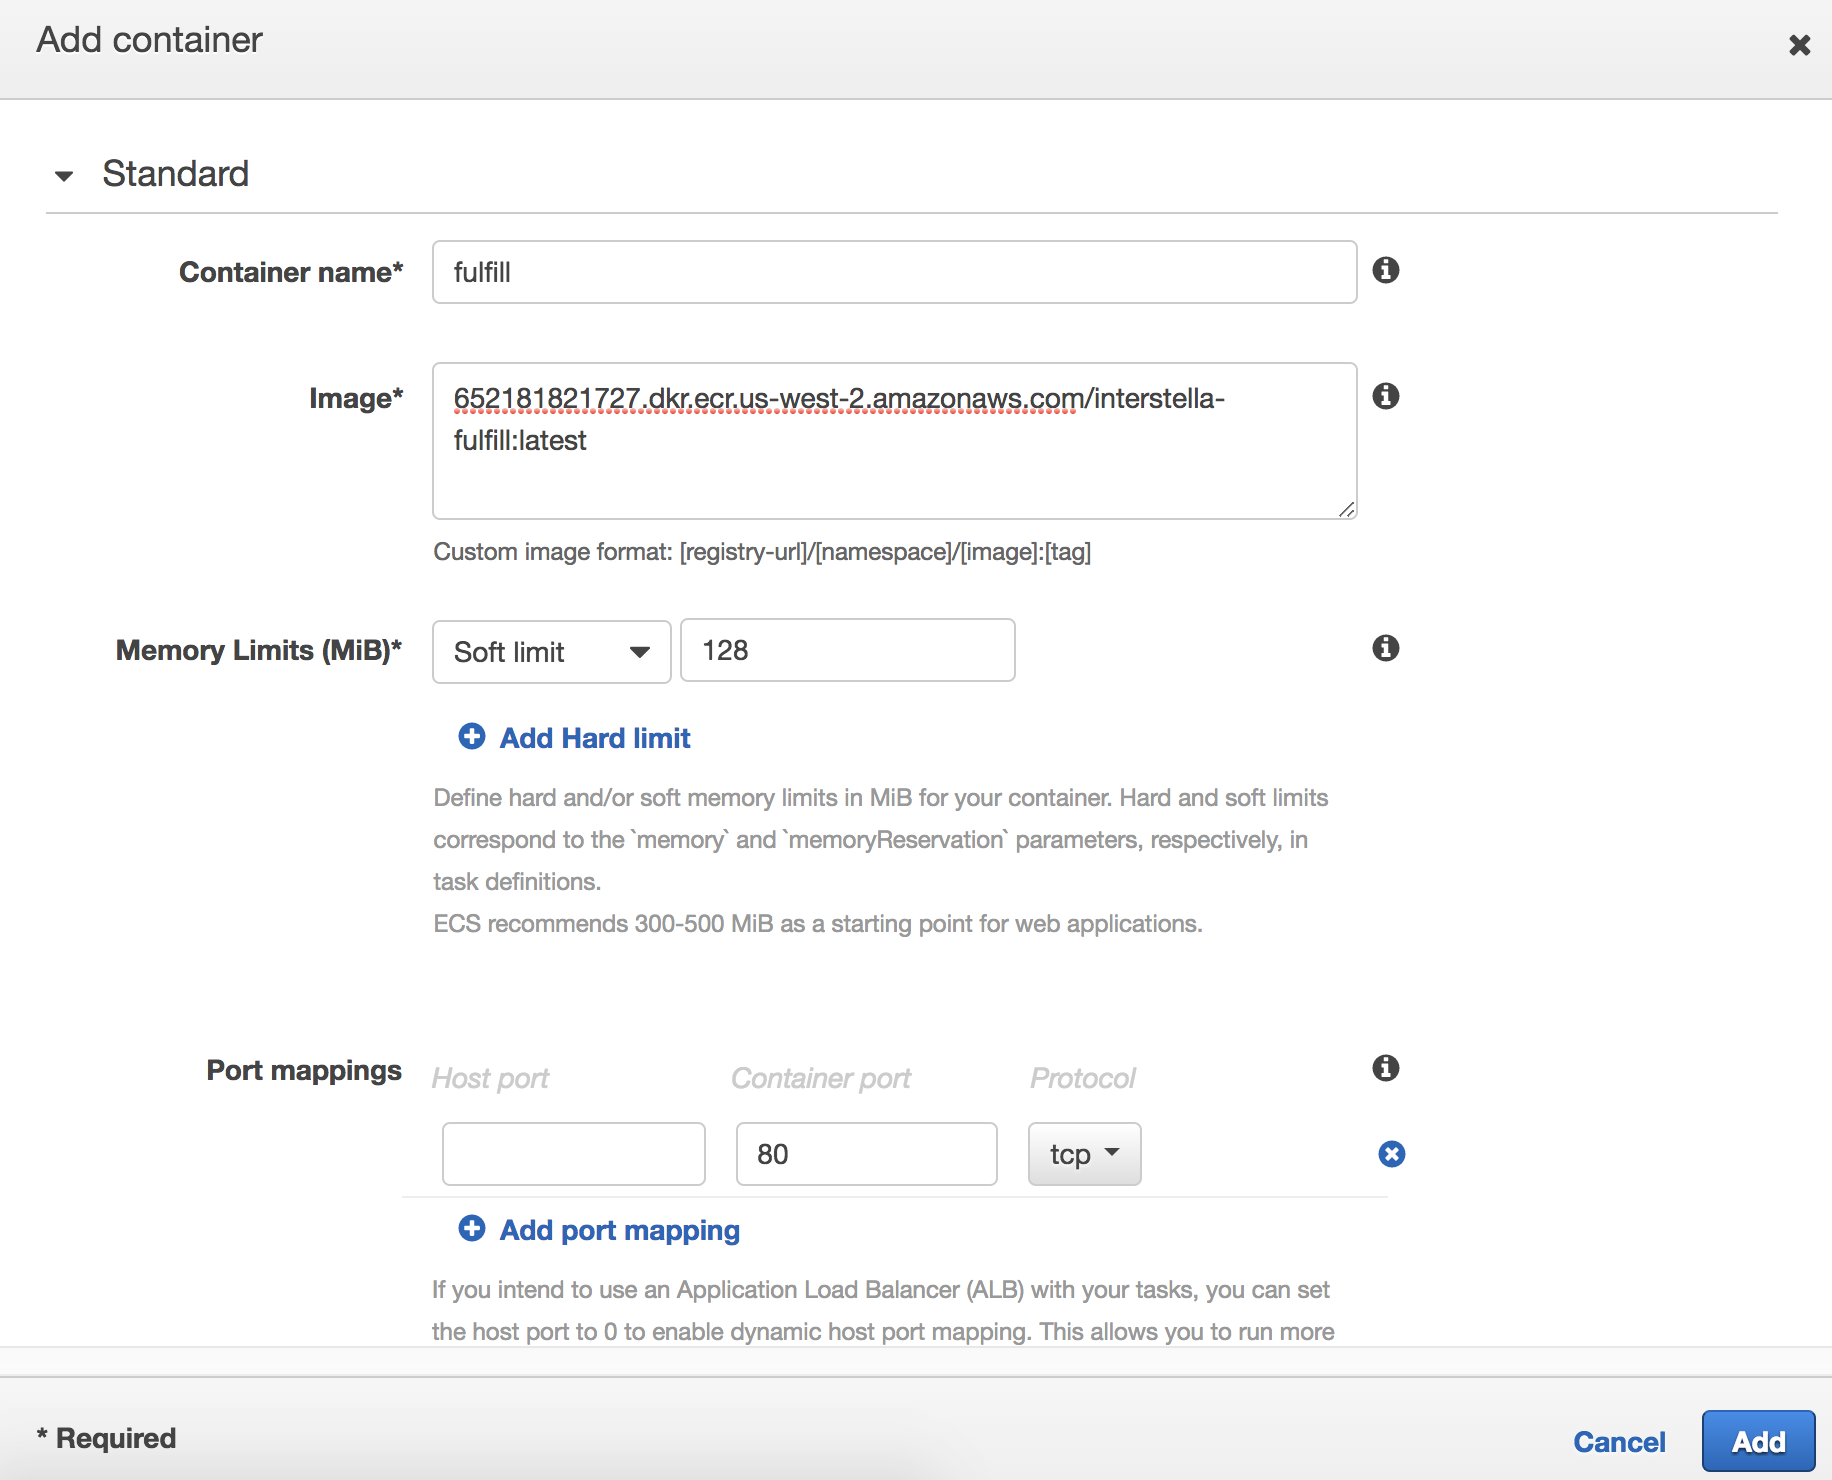 Add container
Standard
Container name*
fulfill
Image*
652181821727.dkr.ecr.us-west-2.amazonaws.com/interstella-
fulfill:latest
Custom image format: [registry-url]/[namespace]/[image]:[tag]
Memory Limits (MiB)*
Soft limit
128
Add Hard limit
Define hard and/or soft memory limits in MiB for your container. Hard and soft limits
correspond to the `memory` and `memoryReservation` parameters, respectively, in
task definitions.
ECS recommends 300-500 MiB as a starting point for web applications.
Port mappings
Host port Container port Protocol
80 tcp
Add port mapping
If you intend to use an Application Load Balancer (ALB) with your tasks, you can set
the host port to 0 to enable dynamic host port mapping. This allows you to run more
* Required
Cancel Add